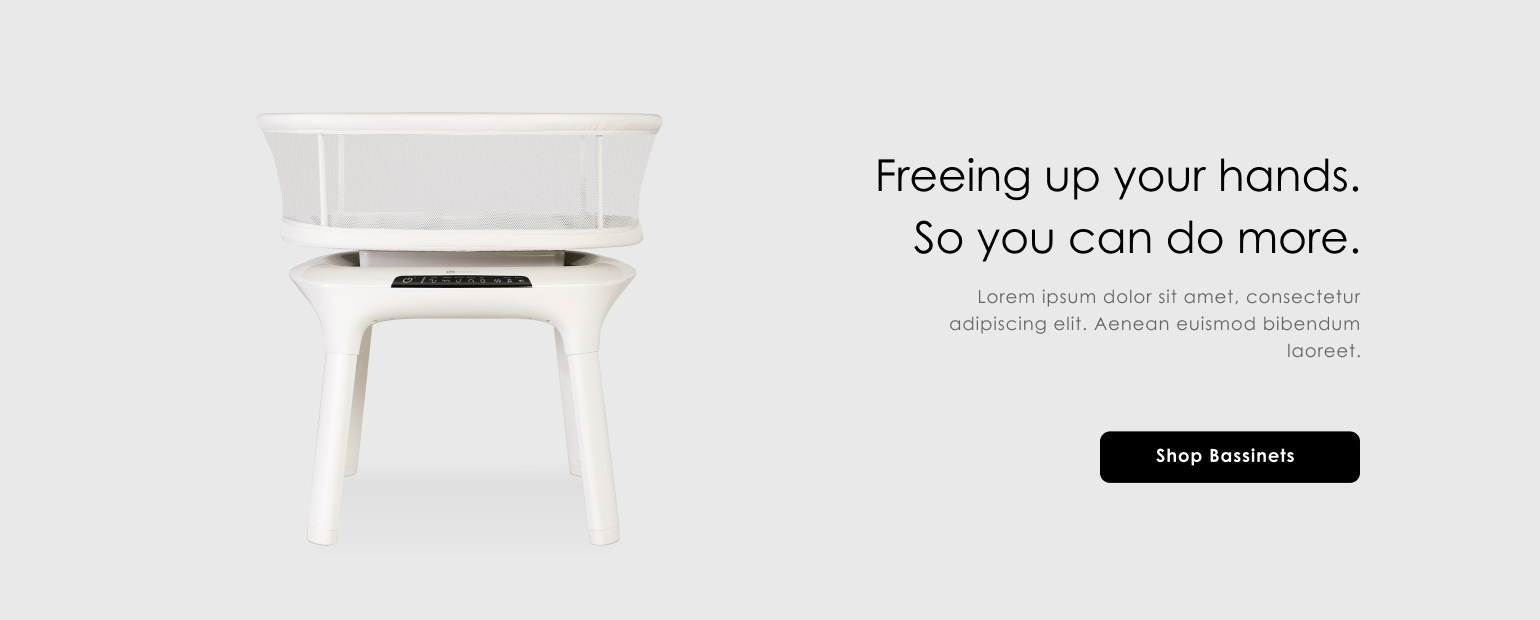 Freeing up your hands.
So you can do more.
Lorem ipsum dolor sit amet, consectetur
adipiscing elit. Aenean euismod bibendum
laoreet.
Shop Bassinets